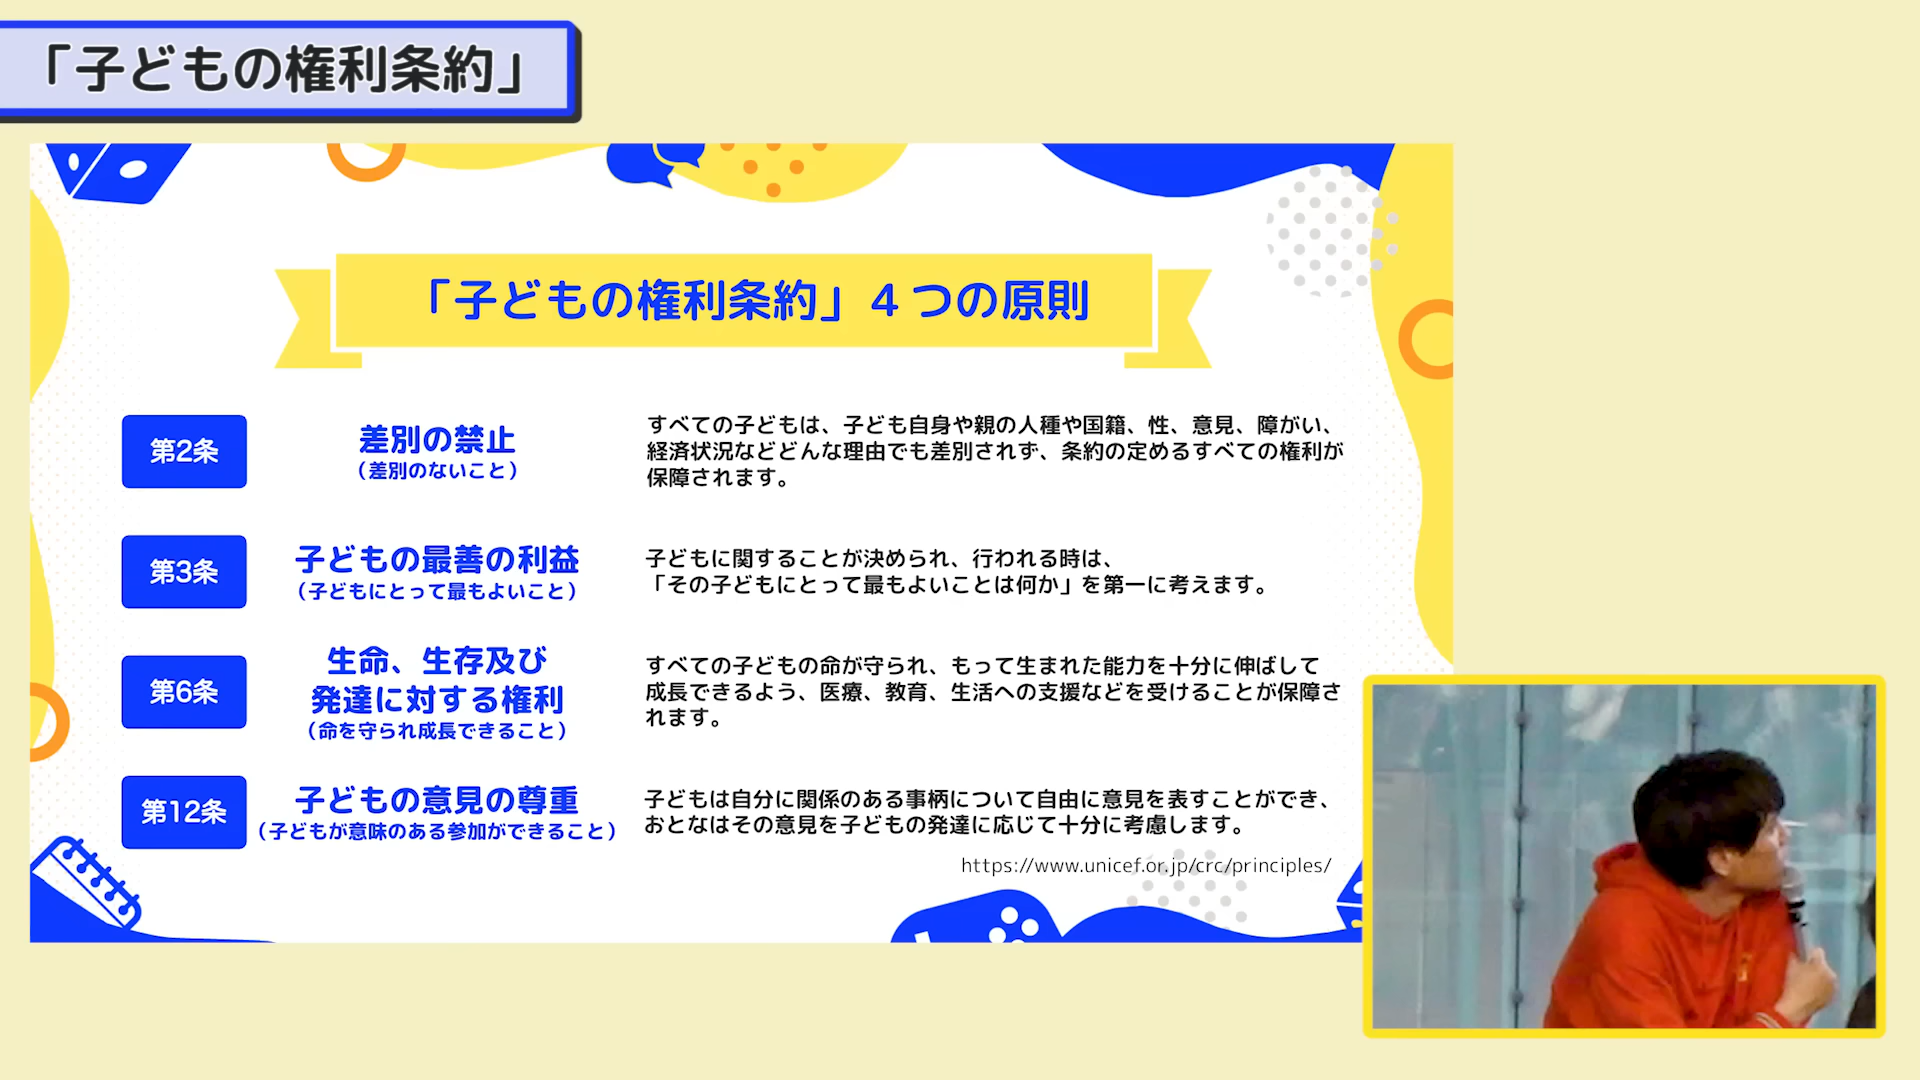 「子どもの権利条約」
「子どもの権利条約」4つの原則
第2条
差別の禁止
（差別のないこと）
すべての子どもは、子ども自身や親の人種や国籍、性、意見、障がい、
経済状況などどんな理由でも差別されず、条約の定めるすべての権利が
保障されます。
第3条
子どもの最善の利益
（子どもにとって最もよいこと）
子どもに関することが決められ、行われる時は、
「その子どもにとって最もよいことは何か」を第一に考えます。
第6条
生命、生存及び
発達に対する権利
（命を守られ成長できること）
すべての子どもの命が守られ、もって生まれた能力を十分に伸ばして
成長できるよう、医療、教育、生活への支援などを受けることが保障さ
れます。
第12条
子どもの意見の尊重
（子どもが意味のある参加ができること）
子どもは自分に関係のある事柄について自由に意見を表すことができ、
おとなはその意見を子どもの発達に応じて十分に考慮します。
https://www.unicef.or.jp/crc/principles/